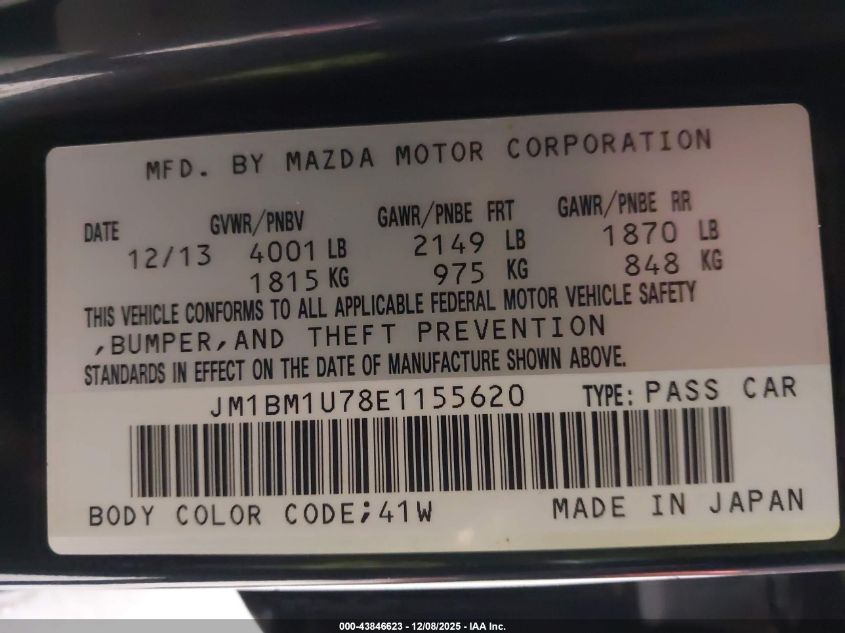 MFD. BY MAZDA MOTOR CORPORATION
DATE GVWR/PNBV GAWR/PNBE FRT GAWR/PNBE RR
12/13 4001 LB 2149 LB 1870 LB
1815 KG 975 KG 848 KG
THIS VEHICLE CONFORMS TO ALL APPLICABLE FEDERAL MOTOR VEHICLE SAFETY
,BUMPER,AND THEFT PREVENTION
STANDARDS IN EFFECT ON THE DATE OF MANUFACTURE SHOWN ABOVE.
JM1BM1U78E1155620 TYPE: PASS CAR
BODY COLOR CODE;41W MADE IN JAPAN
000-43846623 - 12/08/2025 - IAA Inc.